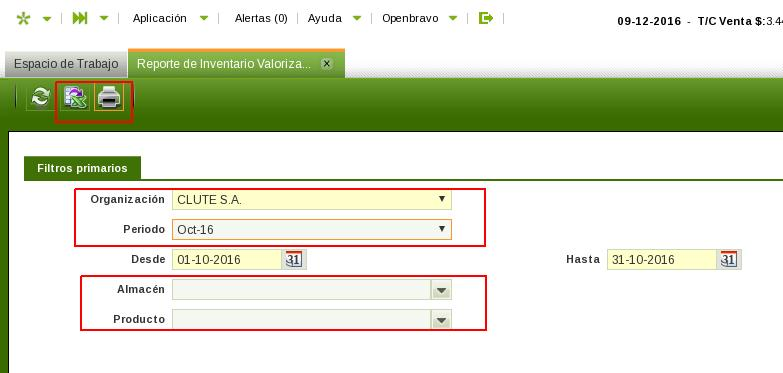 Aplicación Alertas (0) Ayuda Openbravo
09-12-2016 - T/C Venta $:3.4
Espacio de Trabajo Reporte de Inventario Valoriza... x
Filtros primarios
Organización CLUTE S.A.
Periodo Oct-16
Desde 01-10-2016 31 Hasta 31-10-2016 31
Almacén
Producto